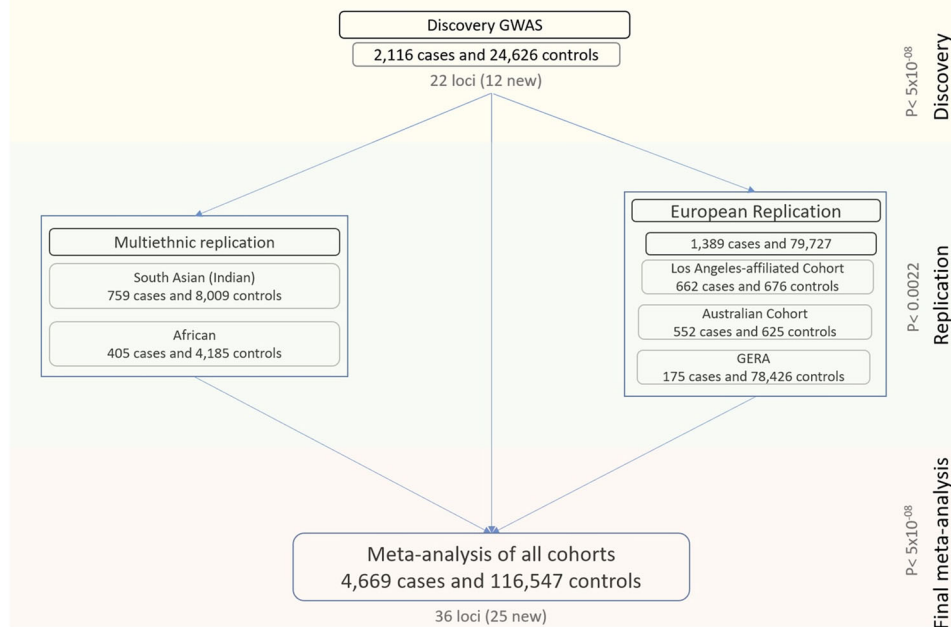 Discovery GWAS
2,116 cases and 24,626 controls
22 loci (12 new)
P< 5x10-08
Discovery
Multiethnic replication
South Asian (Indian)
759 cases and 8,009 controls
African
405 cases and 4,185 controls
European Replication
1,389 cases and 79,727
Los Angeles-affiliated Cohort
662 cases and 676 controls
Australian Cohort
552 cases and 625 controls
GERA
175 cases and 78,426 controls
P< 0.0022
Replication
Meta-analysis of all cohorts
4,669 cases and 116,547 controls
36 loci (25 new)
P< 5x10-08
Final meta-analysis